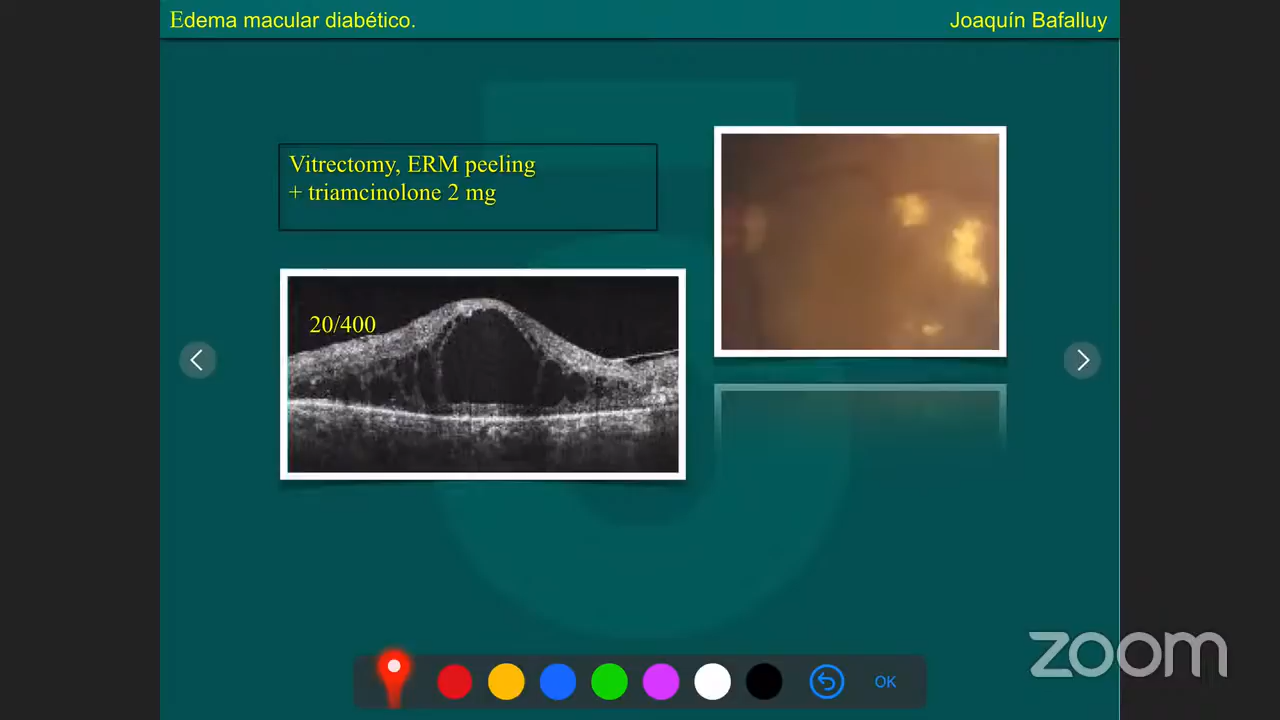 Edema macular diabético.
Joaquín Bafalluy
Vitrectomy, ERM peeling
+ triamcinolone 2 mg
20/400
OK
zoom